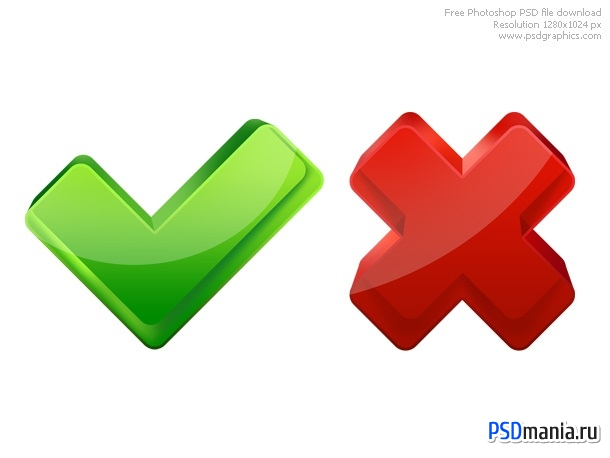 Free Photoshop PSD file download
Resolution 1280x1024 px
www.psdgraphics.com
PSDmania.ru